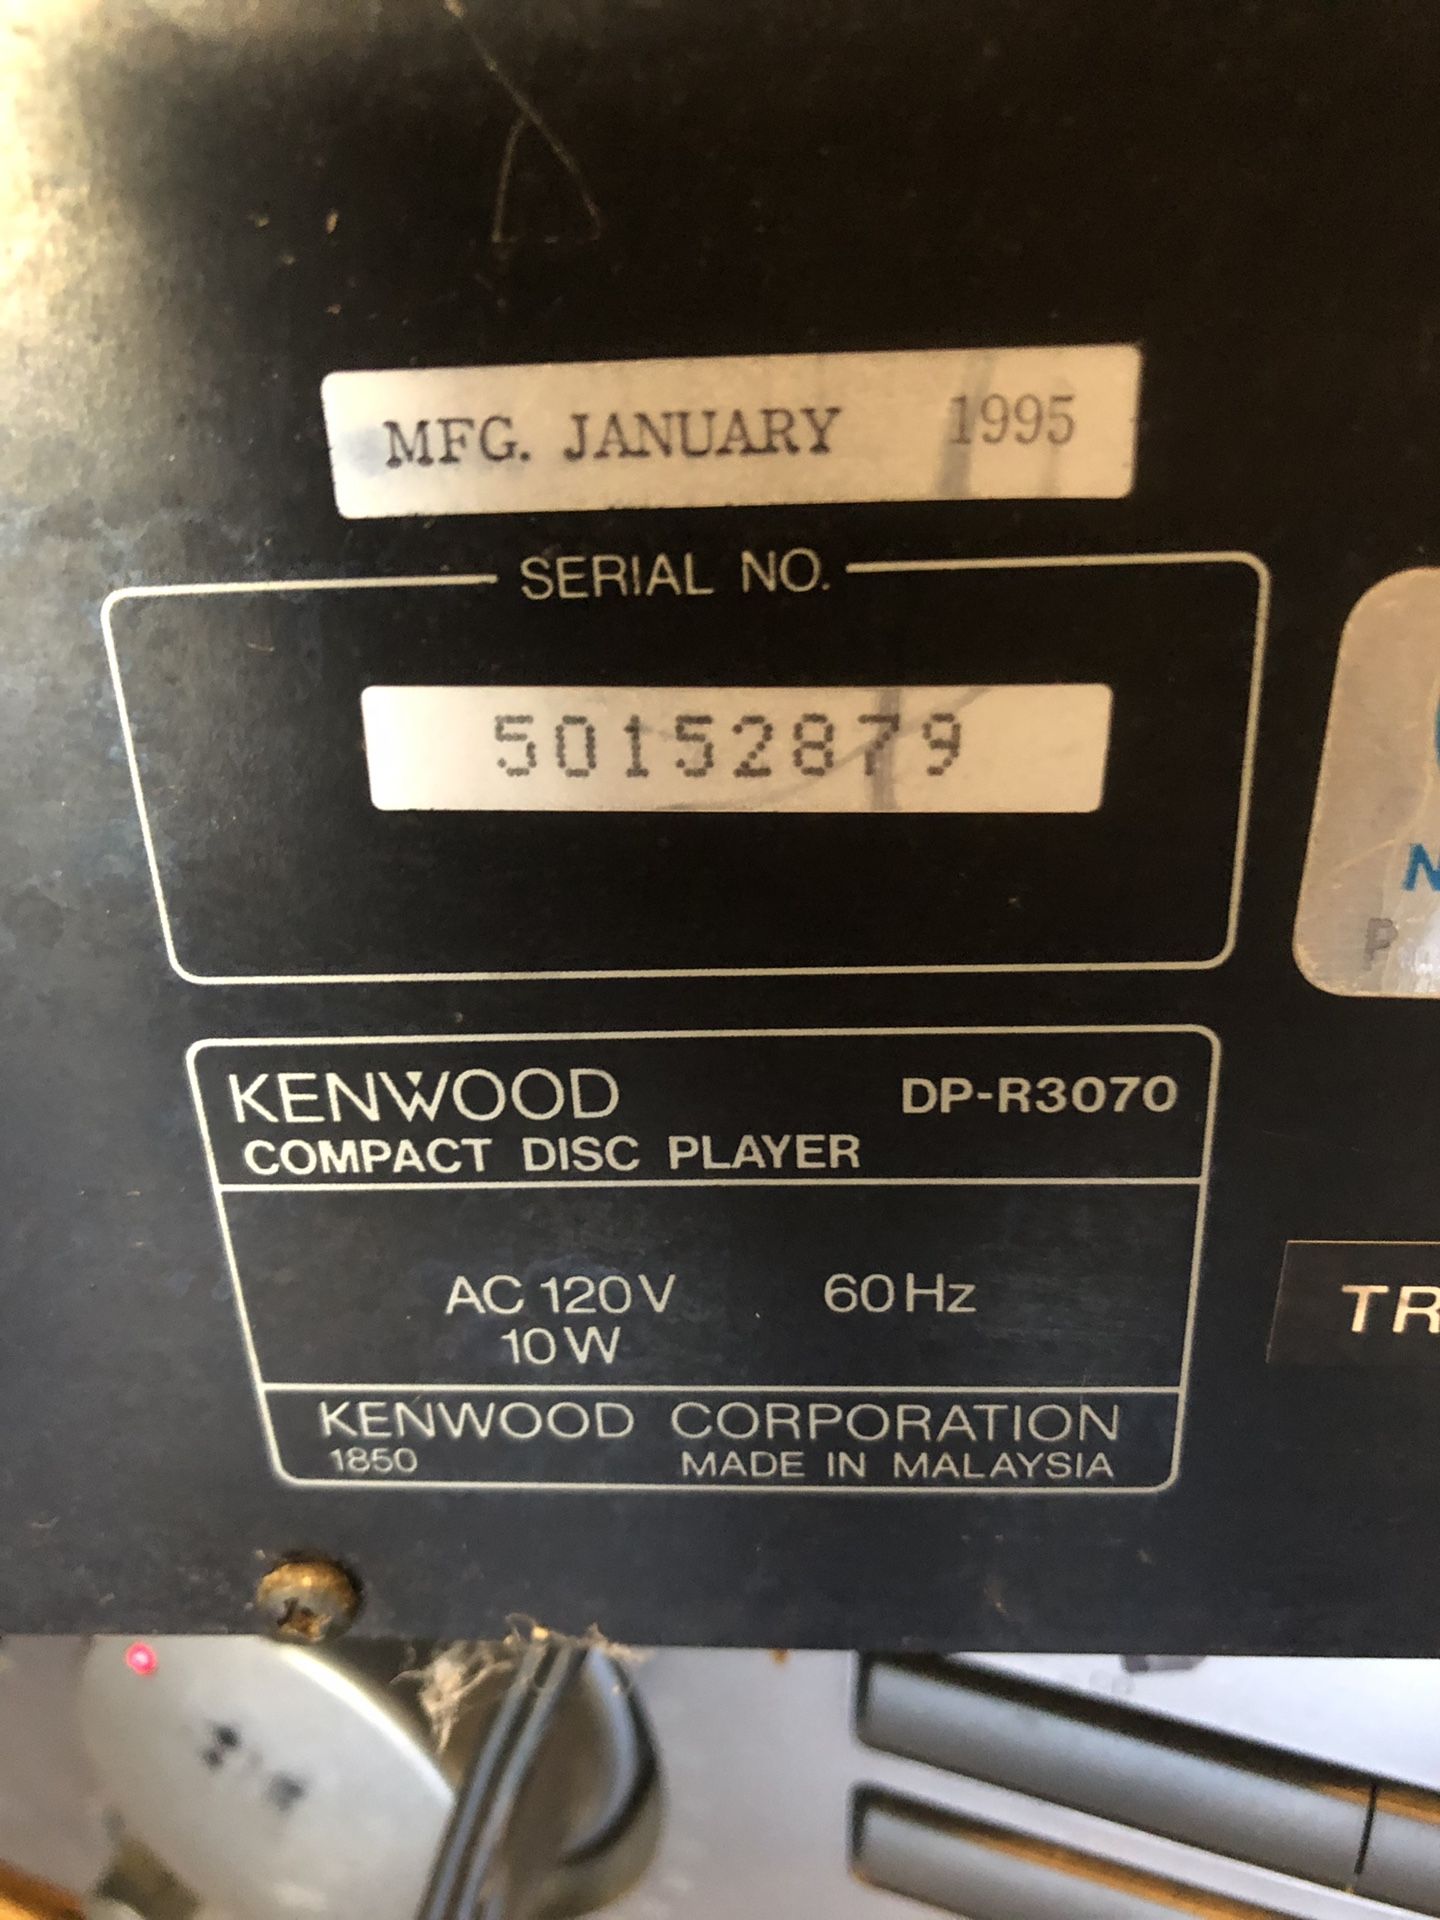 MFG. JANUARY 1995
SERIAL NO.
50152879
KENWOOD DP-R3070
COMPACT DISC PLAYER
AC 120V 60Hz
10W
KENWOOD CORPORATION
1850 MADE IN MALAYSIA